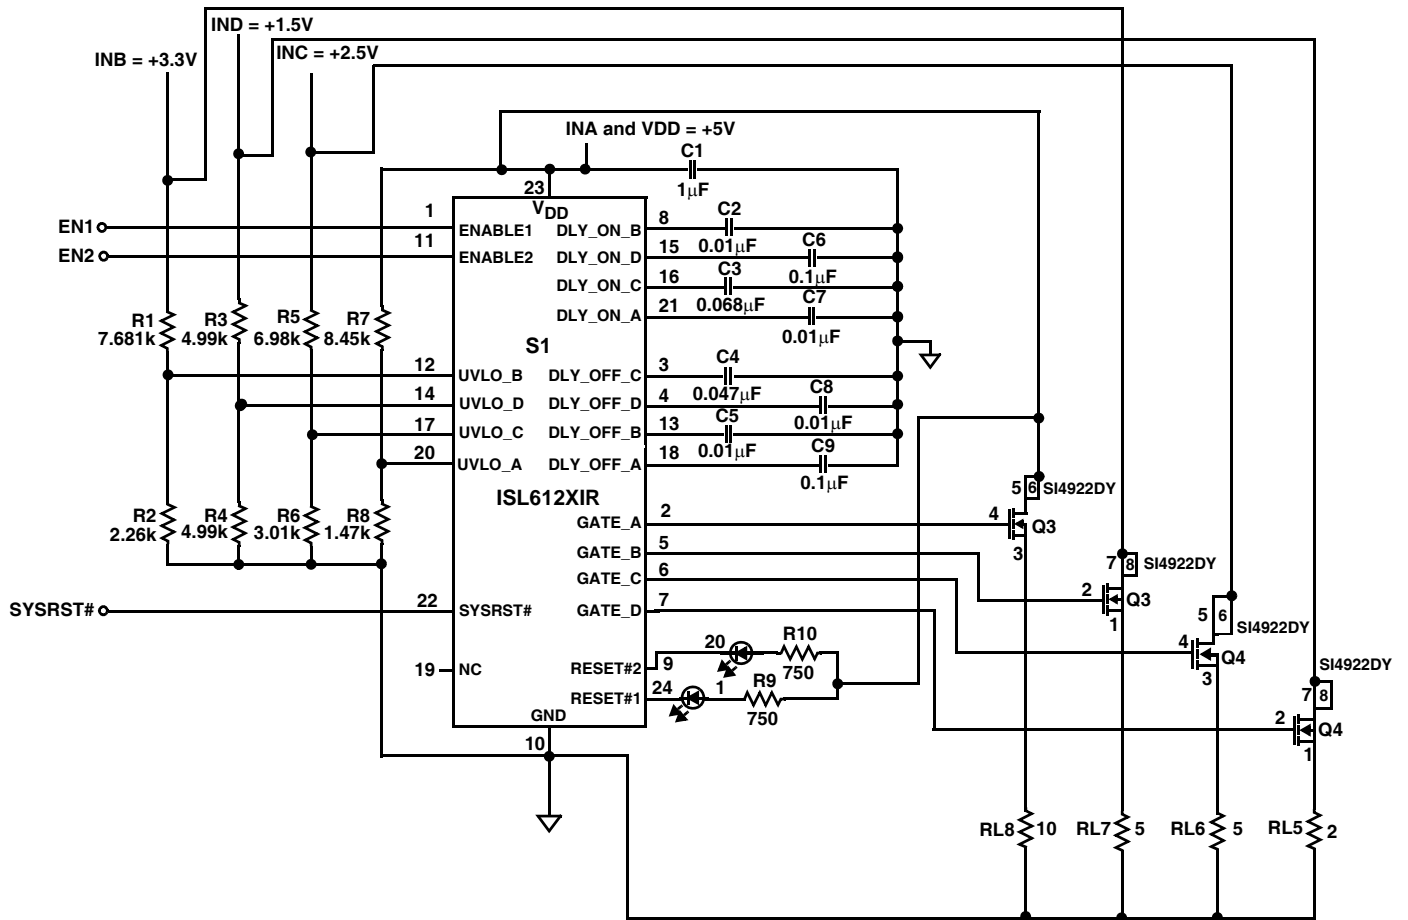 IND = +1.5V
INB = +3.3V
INC = +2.5V
INA and VDD = +5V
C1
1μF
23
VDD
EN1
1
ENABLE1
EN2
11
ENABLE2
DLY_ON_B
8
C2
0.01μF
DLY_ON_D
15
C6
0.1μF
DLY_ON_C
16
C3
0.068μF
DLY_ON_A
21
C7
0.01μF
R1
7.681k
R3
4.99k
R5
6.98k
R7
8.45k
S1
12
UVLO_B
14
UVLO_D
17
UVLO_C
20
UVLO_A
DLY_OFF_C
3
C4
0.047μF
DLY_OFF_D
4
C8
0.01μF
DLY_OFF_B
13
C5
0.01μF
DLY_OFF_A
18
C9
0.1μF
ISL612XIR
R2
2.26k
R4
4.99k
R6
3.01k
R8
1.47k
GATE_A
2
GATE_B
5
GATE_C
6
GATE_D
7
SYSRST#
22
SYSRST#
19
NC
RESET#2
9
20
R10
750
RESET#1
24
1
R9
750
GND
10
5
6
SI4922DY
4
Q3
3
7
8
SI4922DY
2
Q3
1
5
6
SI4922DY
4
Q4
3
SI4922DY
7
8
2
Q4
1
RL8
10
RL7
5
RL6
5
RL5
2